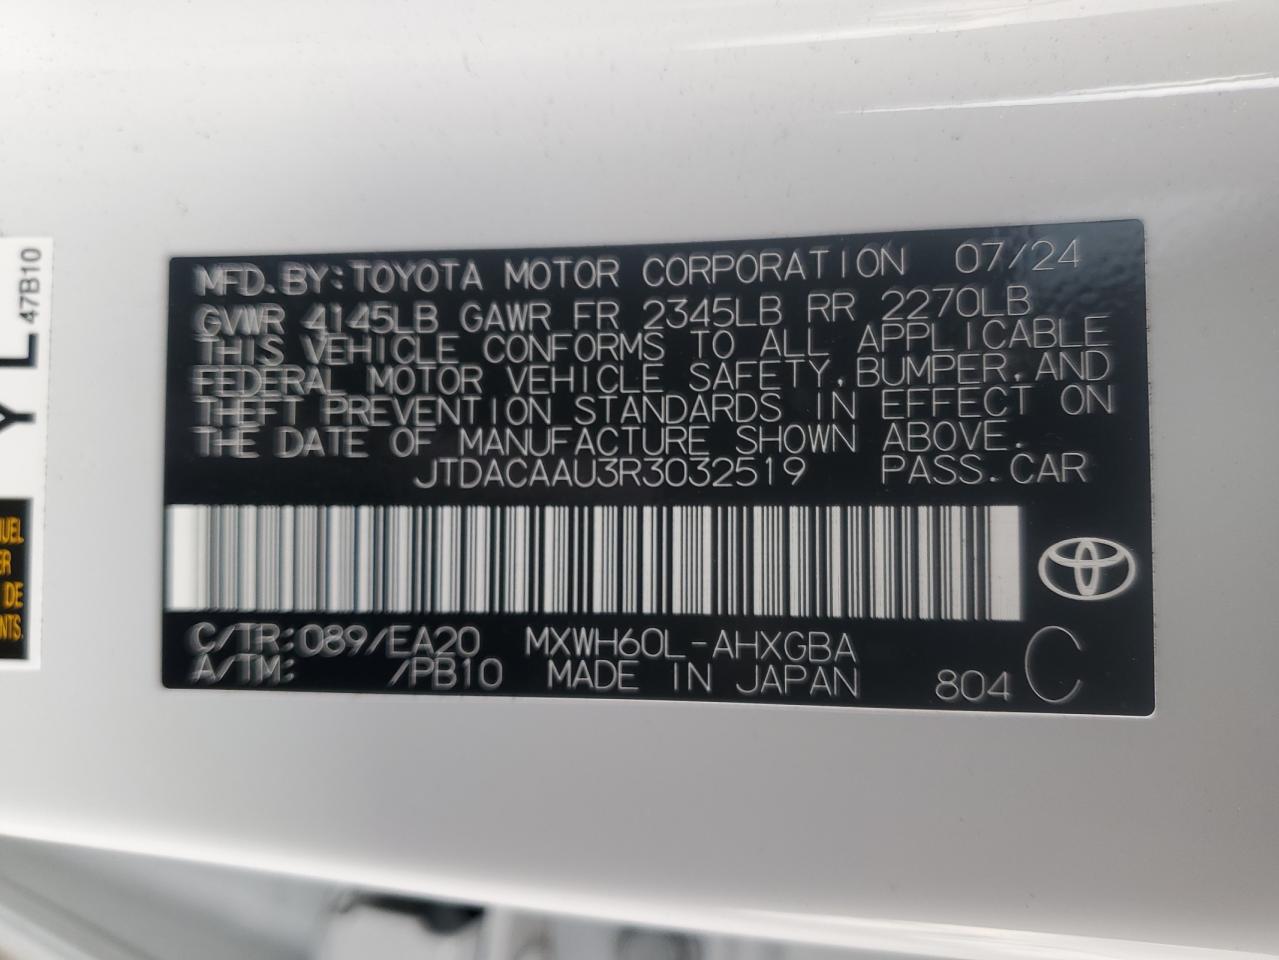 MFD.BY:TOYOTA MOTOR CORPORATION 07/24
GVWR 4145LB GAWR FR 2345LB RR 2270LB
THIS VEHICLE CONFORMS TO ALL APPLICABLE
FEDERAL MOTOR VEHICLE SAFETY,BUMPER,AND
THEFT PREVENTION STANDARDS IN EFFECT ON
THE DATE OF MANUFACTURE SHOWN ABOVE.
JTDACAAU3R3032519 PASS.CAR
C/TR:089/EA20 MXWH60L-AHXGBA
A/TM: /PB10 MADE IN JAPAN 804 C
47B10
YL
DE